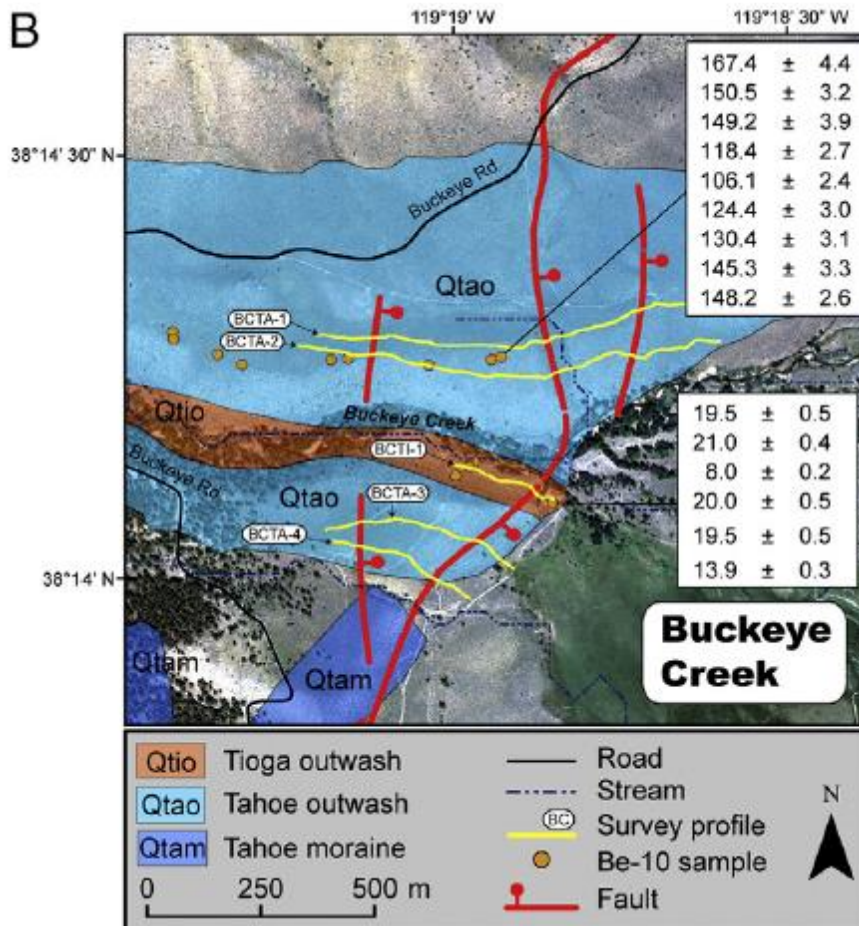 B
119°19' W
119°18' 30" W
38°14' 30" N
38°14' N
167.4 ± 4.4
150.5 ± 3.2
149.2 ± 3.9
118.4 ± 2.7
106.1 ± 2.4
124.4 ± 3.0
130.4 ± 3.1
145.3 ± 3.3
148.2 ± 2.6
Buckeye Rd.
Qtao
BCTA-1
BCTA-2
Qtio
Buckeye Creek
BCTI-1
Buckeye Rd.
Qtao
BCTA-3
BCTA-4
19.5 ± 0.5
21.0 ± 0.4
8.0 ± 0.2
20.0 ± 0.5
19.5 ± 0.5
13.9 ± 0.3
Qtam
Qtam
Buckeye
Creek
Qtio Tioga outwash
Qtao Tahoe outwash
Qtam Tahoe moraine
0 250 500 m
Road
Stream
BC Survey profile
Be-10 sample
Fault
N